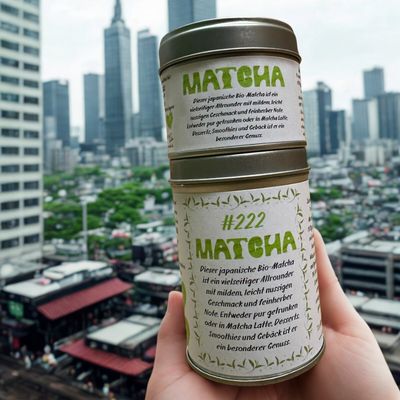 MATCHA
Dieser japanische Bio-Matcha ist ein
vielseitiger Allrounder mit mildem, leicht
nussigen Geschmack und feinherber Note.
Entweder pur getrunken oder in Matcha Latte.
Desserts, Smoothies und Gebäck ist er ein
besonderer Genuss.
#222
MATCHA
Dieser japanische Bio-Matcha
ist ein vielseitiger Allrounder
mit mildem, leicht nussigen
Geschmack und feinherber
Note. Entweder pur getrunken
oder in Matcha Latte. Desserts,
Smoothies und Gebäck ist er
ein besonderer Genuss.